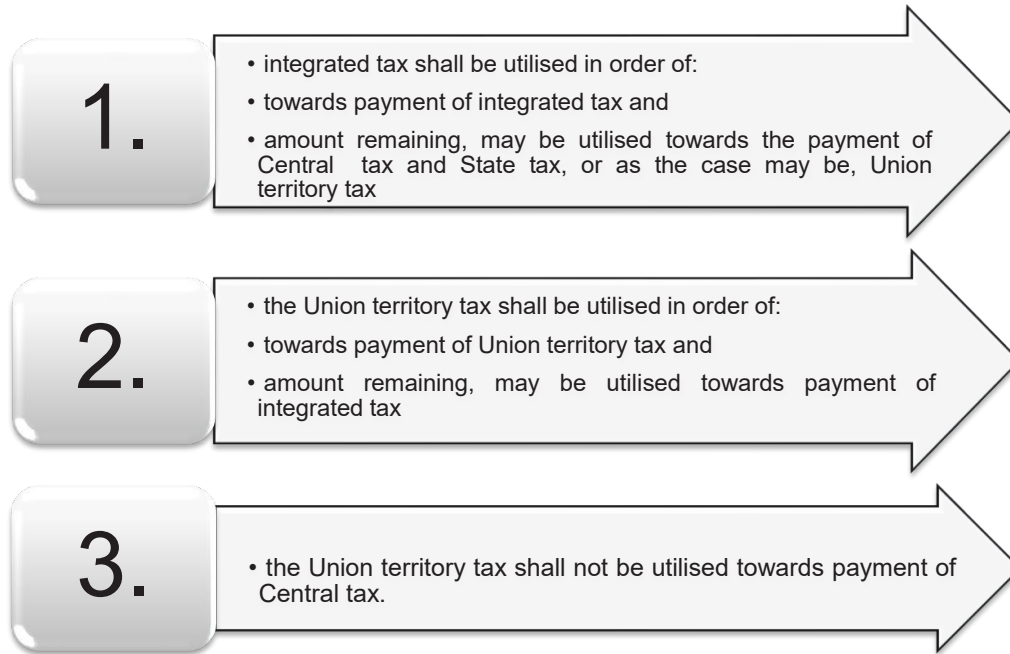 1.
• integrated tax shall be utilised in order of:
• towards payment of integrated tax and
• amount remaining, may be utilised towards the payment of
Central tax and State tax, or as the case may be, Union
territory tax
2.
• the Union territory tax shall be utilised in order of:
• towards payment of Union territory tax and
• amount remaining, may be utilised towards payment of
integrated tax
3.
• the Union territory tax shall not be utilised towards payment of
Central tax.